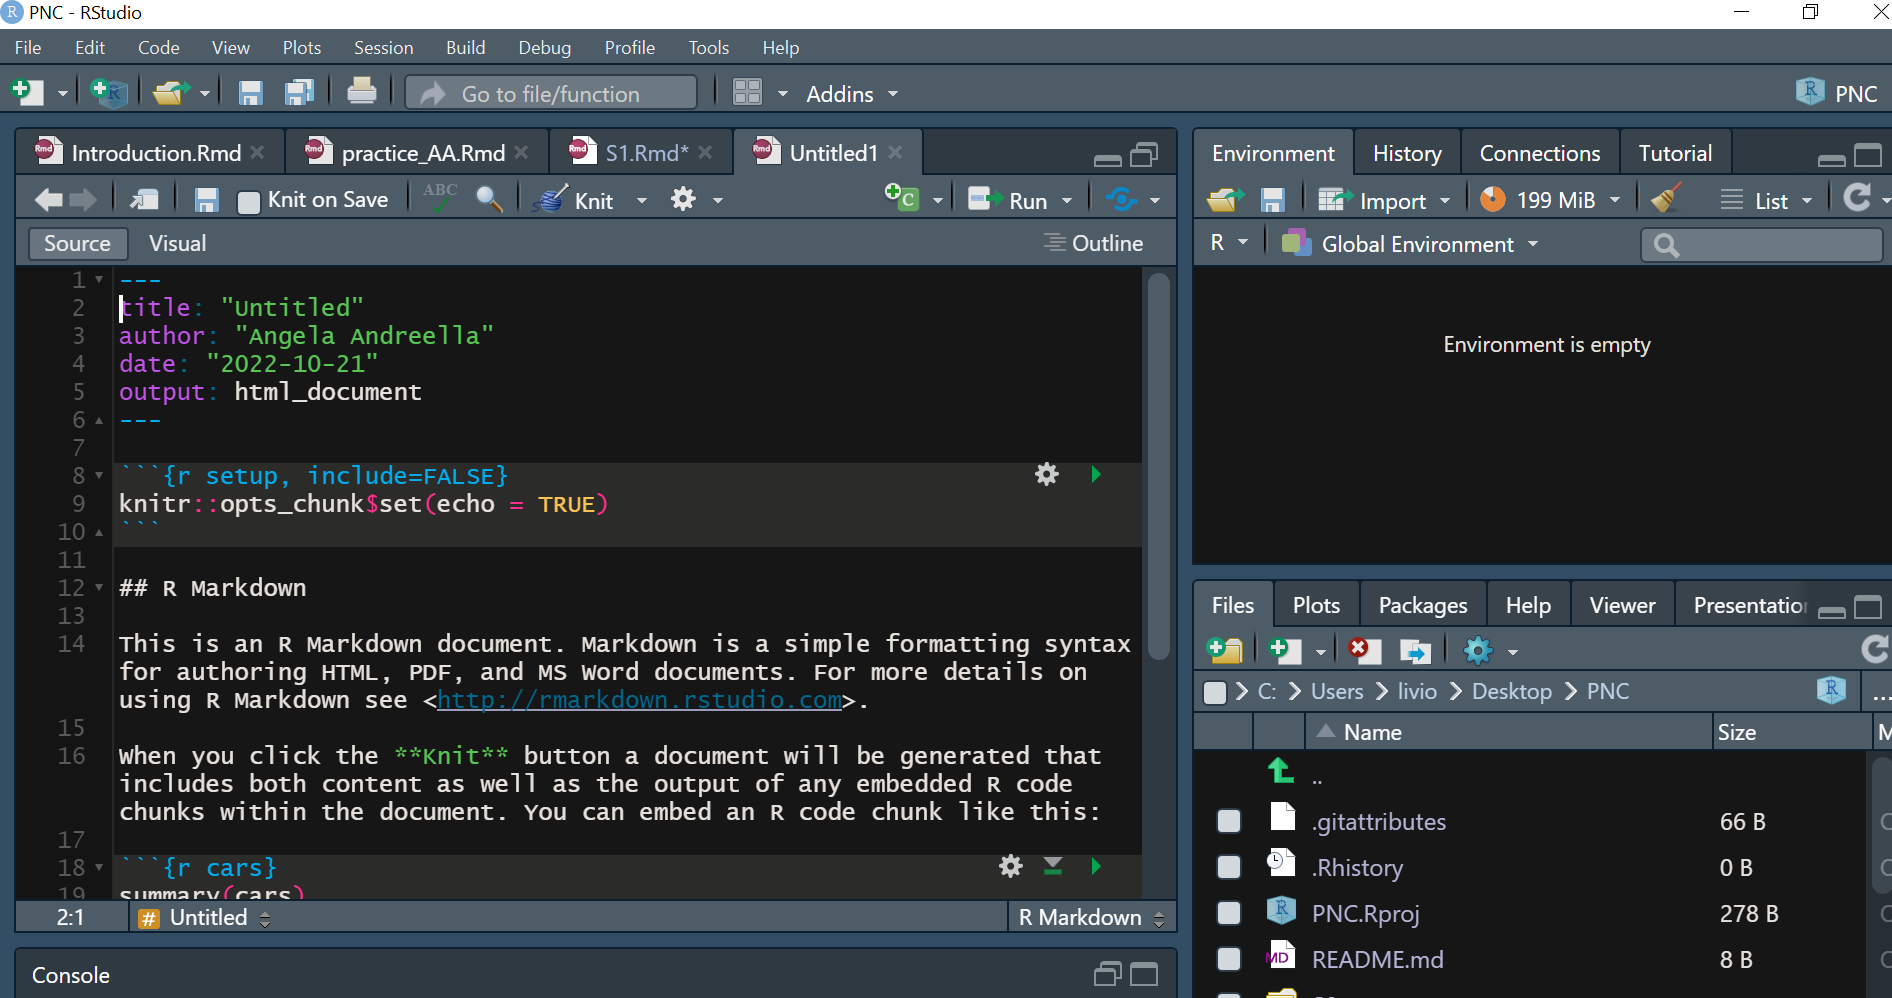 PNC - RStudio
File Edit Code View Plots Session Build Debug Profile Tools Help
Go to file/function Addins PNC
Introduction.Rmd practice_AA.Rmd S1.Rmd* Untitled1
Knit on Save ABC Knit Run
Source Visual Outline
1 ---
2 title: "Untitled"
3 author: "Angela Andreella"
4 date: "2022-10-21"
5 output: html_document
6 ---
7
8 ```{r setup, include=FALSE}
9 knitr::opts_chunk$set(echo = TRUE)
10 ```
11
12 ## R Markdown
13
14 This is an R Markdown document. Markdown is a simple formatting syntax
for authoring HTML, PDF, and MS Word documents. For more details on
using R Markdown see <http://rmarkdown.rstudio.com>.
15
16 When you click the **Knit** button a document will be generated that
includes both content as well as the output of any embedded R code
chunks within the document. You can embed an R code chunk like this:
17
18 ```{r cars}
19 summary(cars)
2:1 # Untitled R Markdown
Console
Environment History Connections Tutorial
Import 199 MiB List
R Global Environment
Environment is empty
Files Plots Packages Help Viewer Presentatio
C: Users livio Desktop PNC ...
Name Size M
..
.gitattributes 66 B
.Rhistory 0 B
PNC.Rproj 278 B
MD README.md 8 B